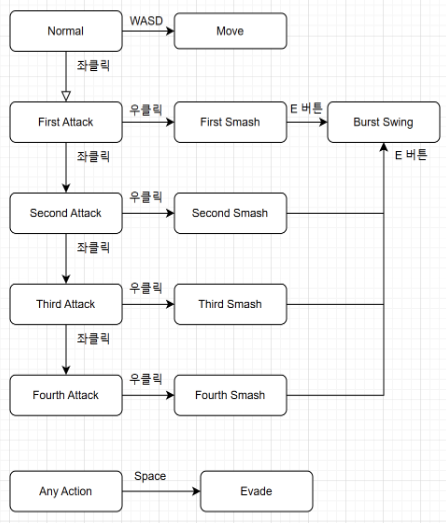 Normal
WASD
Move
좌클릭
First Attack
우클릭
First Smash
E 버튼
Burst Swing
좌클릭
E 버튼
Second Attack
우클릭
Second Smash
좌클릭
Third Attack
우클릭
Third Smash
좌클릭
Fourth Attack
우클릭
Fourth Smash
Any Action
Space
Evade